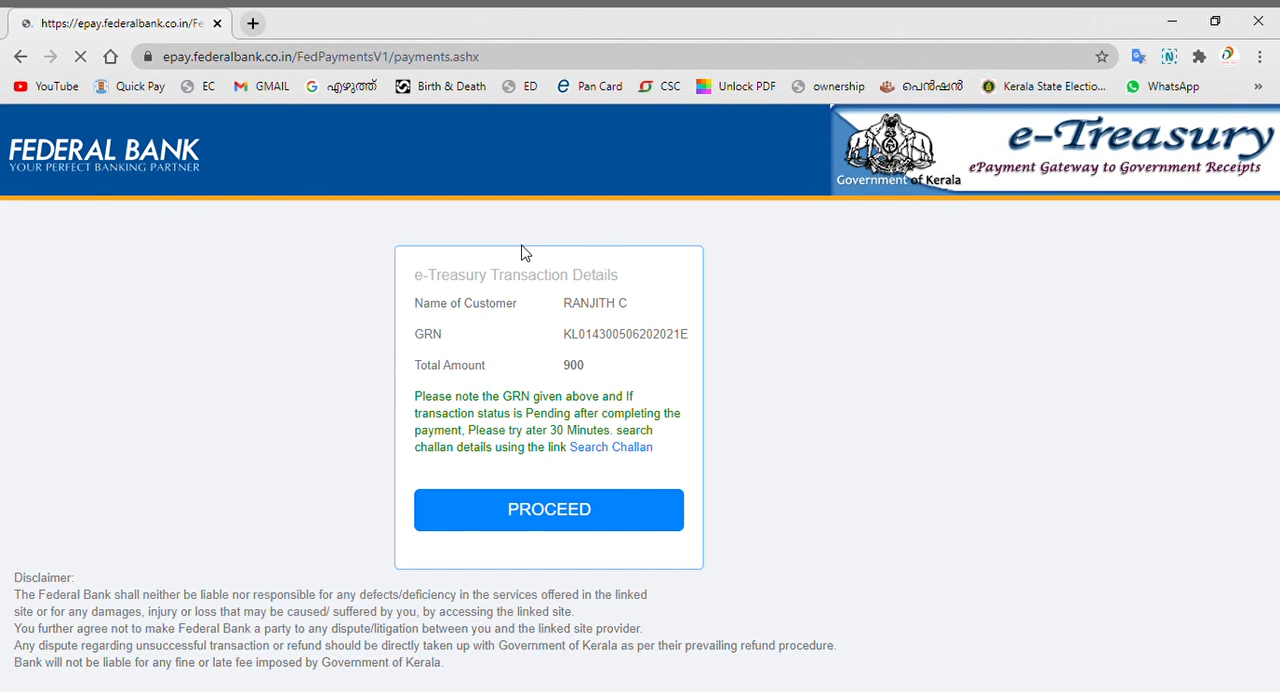 https://epay.federalbank.co.in/Fe
epay.federalbank.co.in/FedPaymentsV1/payments.ashx
YouTube Quick Pay EC GMAIL എഴുത്ത് Birth & Death ED Pan Card CSC Unlock PDF ownership പെൻഷൻ Kerala State Electio... WhatsApp »
FEDERAL BANK
YOUR PERFECT BANKING PARTNER
Government of Kerala
e-Treasury
ePayment Gateway to Government Receipts
e-Treasury Transaction Details
Name of Customer RANJITH C
GRN KL014300506202021E
Total Amount 900
Please note the GRN given above and If
transaction status is Pending after completing the
payment, Please try ater 30 Minutes. search
challan details using the link Search Challan
PROCEED
Disclaimer:
The Federal Bank shall neither be liable nor responsible for any defects/deficiency in the services offered in the linked
site or for any damages, injury or loss that may be caused/ suffered by you, by accessing the linked site.
You further agree not to make Federal Bank a party to any dispute/litigation between you and the linked site provider.
Any dispute regarding unsuccessful transaction or refund should be directly taken up with Government of Kerala as per their prevailing refund procedure.
Bank will not be liable for any fine or late fee imposed by Government of Kerala.